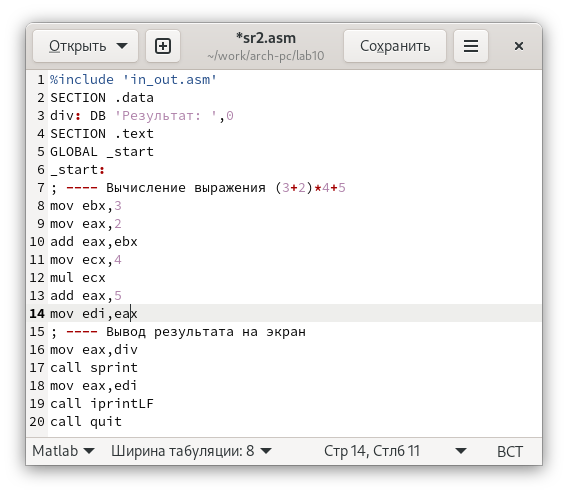 Открыть
*sr2.asm
~/work/arch-pc/lab10
Сохранить
1 %include 'in_out.asm'
2 SECTION .data
3 div: DB 'Результат: ',0
4 SECTION .text
5 GLOBAL _start
6 _start:
7 ; ---- Вычисление выражения (3+2)*4+5
8 mov ebx,3
9 mov eax,2
10 add eax,ebx
11 mov ecx,4
12 mul ecx
13 add eax,5
14 mov edi,eax
15 ; ---- Вывод результата на экран
16 mov eax,div
17 call sprint
18 mov eax,edi
19 call iprintLF
20 call quit
Matlab Ширина табуляции: 8 Стр 14, Стлб 11 ВСТ